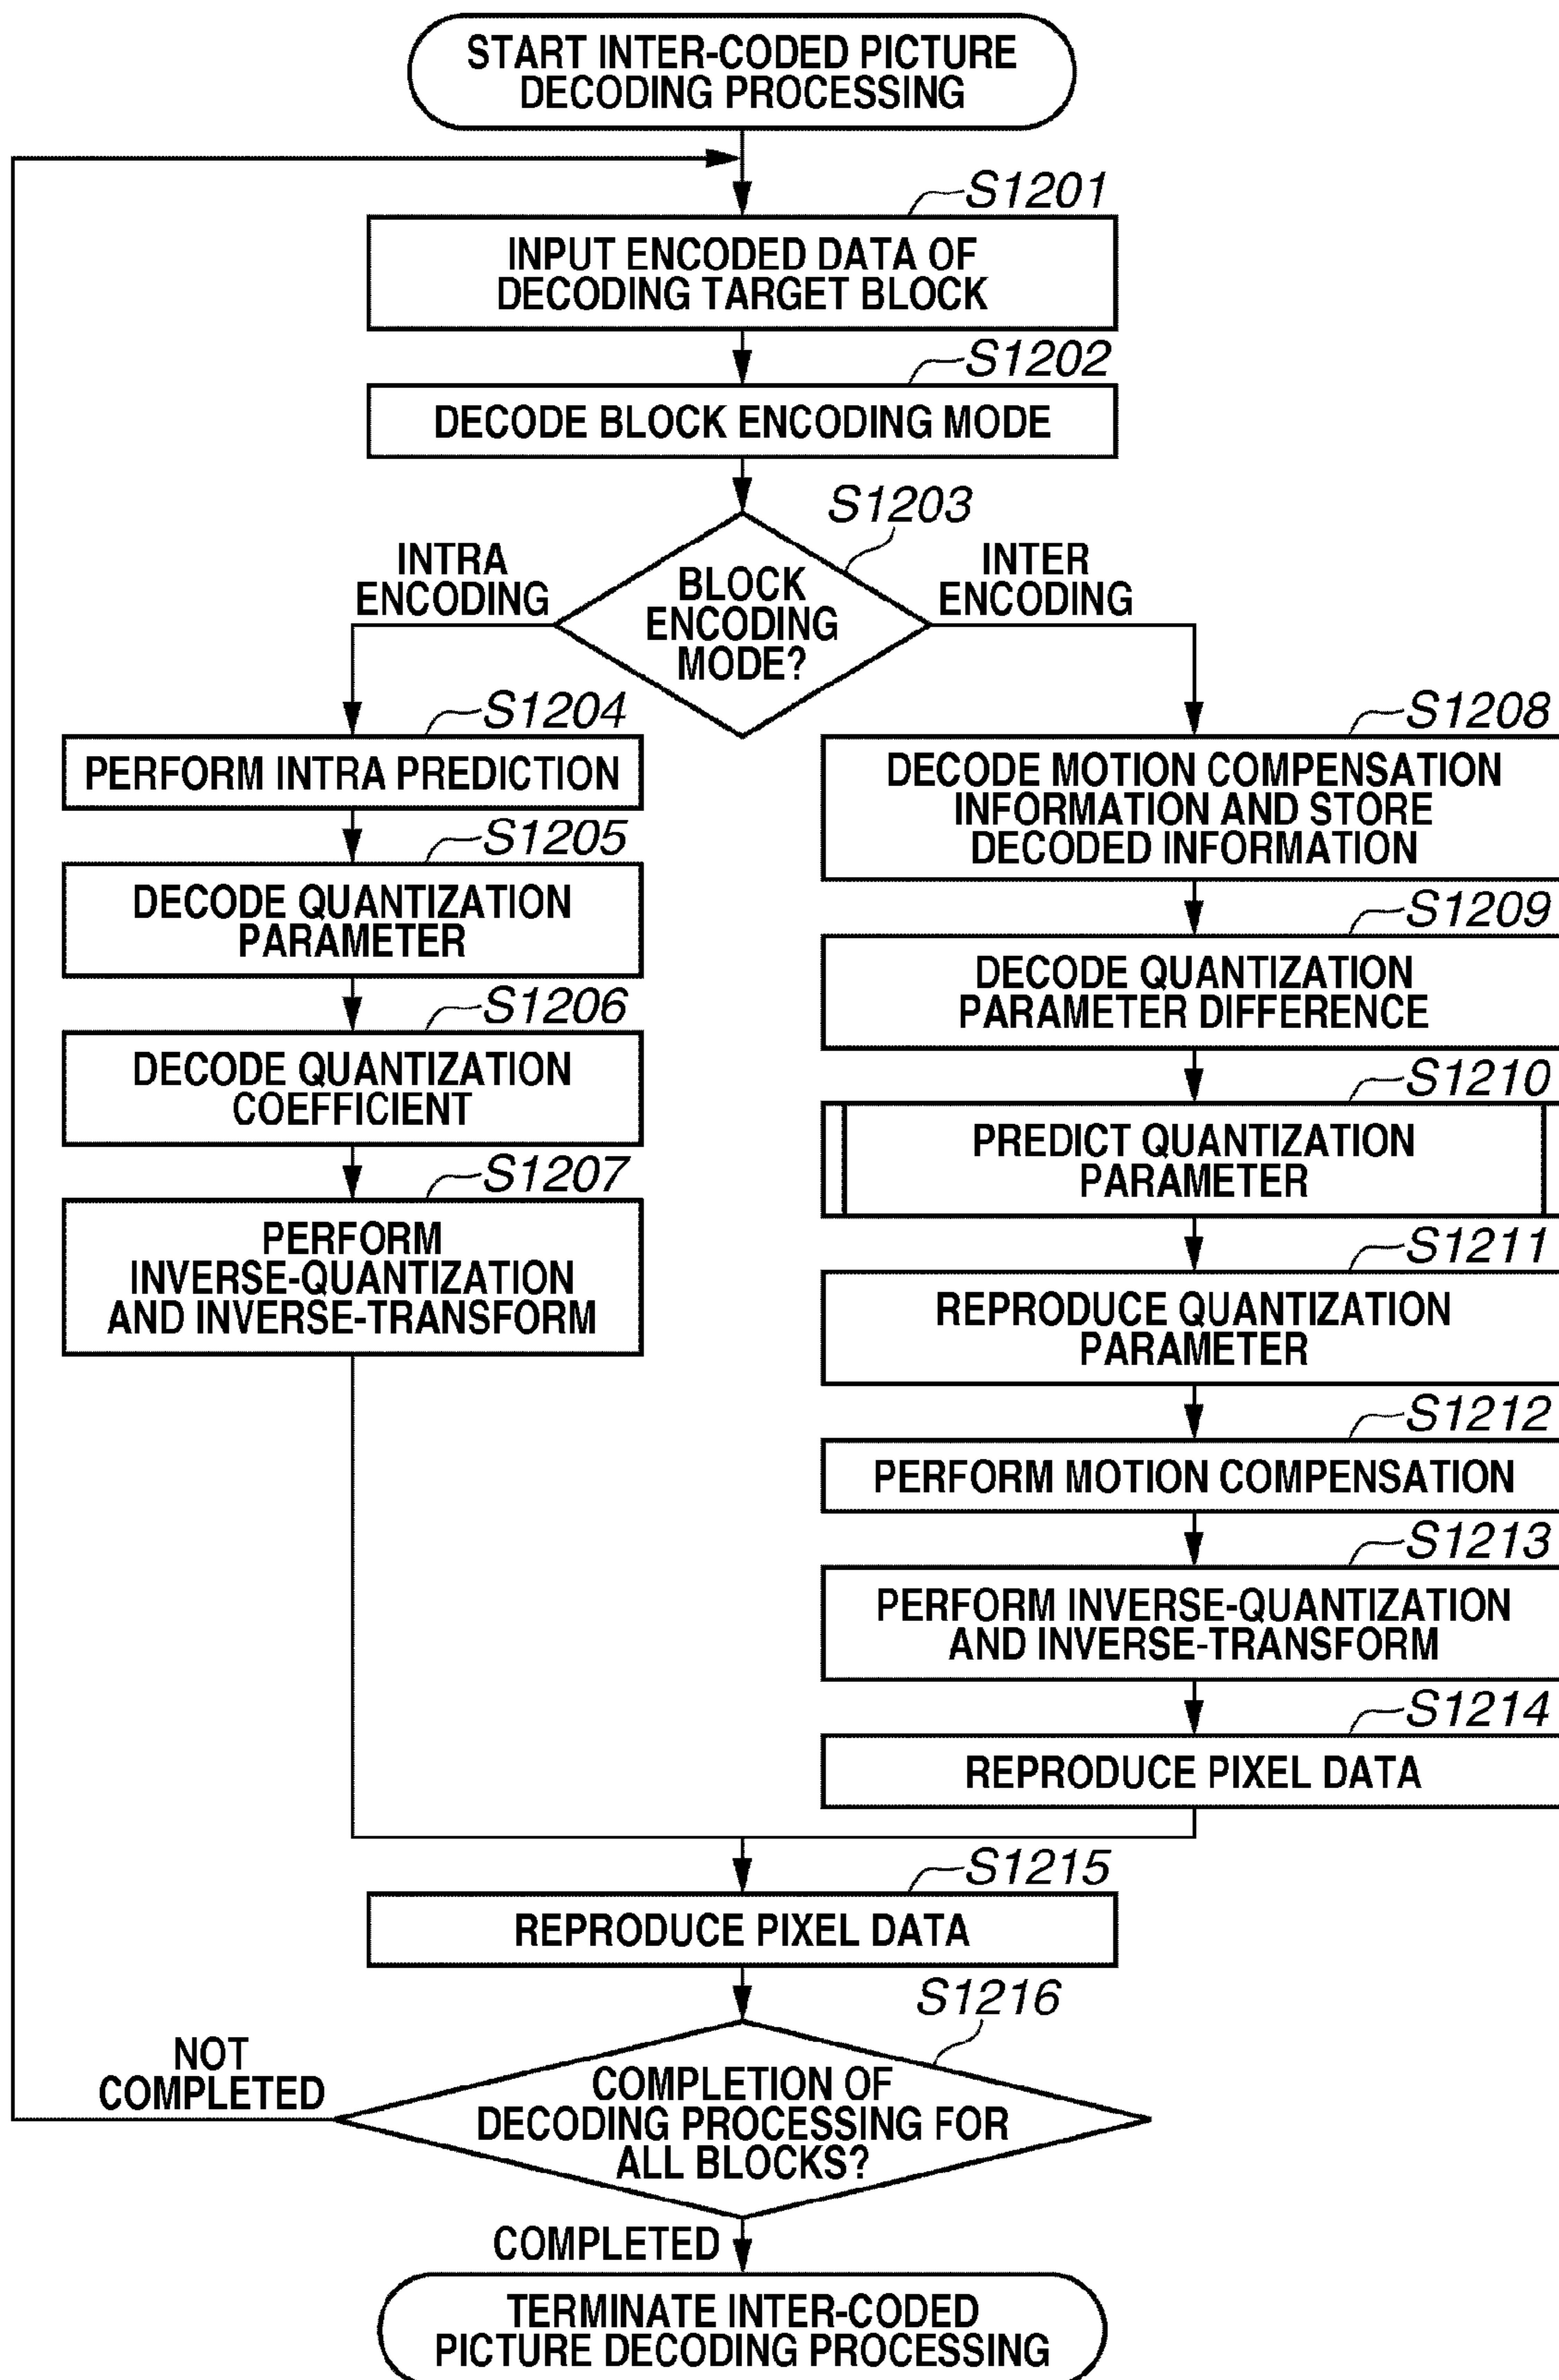 START INTER-CODED PICTURE
DECODING PROCESSING
S1201
INPUT ENCODED DATA OF
DECODING TARGET BLOCK
S1202
DECODE BLOCK ENCODING MODE
S1203
BLOCK
ENCODING
MODE?
INTRA
ENCODING
INTER
ENCODING
S1204
PERFORM INTRA PREDICTION
S1205
DECODE QUANTIZATION
PARAMETER
S1206
DECODE QUANTIZATION
COEFFICIENT
S1207
PERFORM
INVERSE-QUANTIZATION
AND INVERSE-TRANSFORM
S1208
DECODE MOTION COMPENSATION
INFORMATION AND STORE
DECODED INFORMATION
S1209
DECODE QUANTIZATION
PARAMETER DIFFERENCE
S1210
PREDICT QUANTIZATION
PARAMETER
S1211
REPRODUCE QUANTIZATION
PARAMETER
S1212
PERFORM MOTION COMPENSATION
S1213
PERFORM INVERSE-QUANTIZATION
AND INVERSE-TRANSFORM
S1214
REPRODUCE PIXEL DATA
S1215
REPRODUCE PIXEL DATA
S1216
COMPLETION OF
DECODING PROCESSING FOR
ALL BLOCKS?
NOT
COMPLETED
COMPLETED
TERMINATE INTER-CODED
PICTURE DECODING PROCESSING